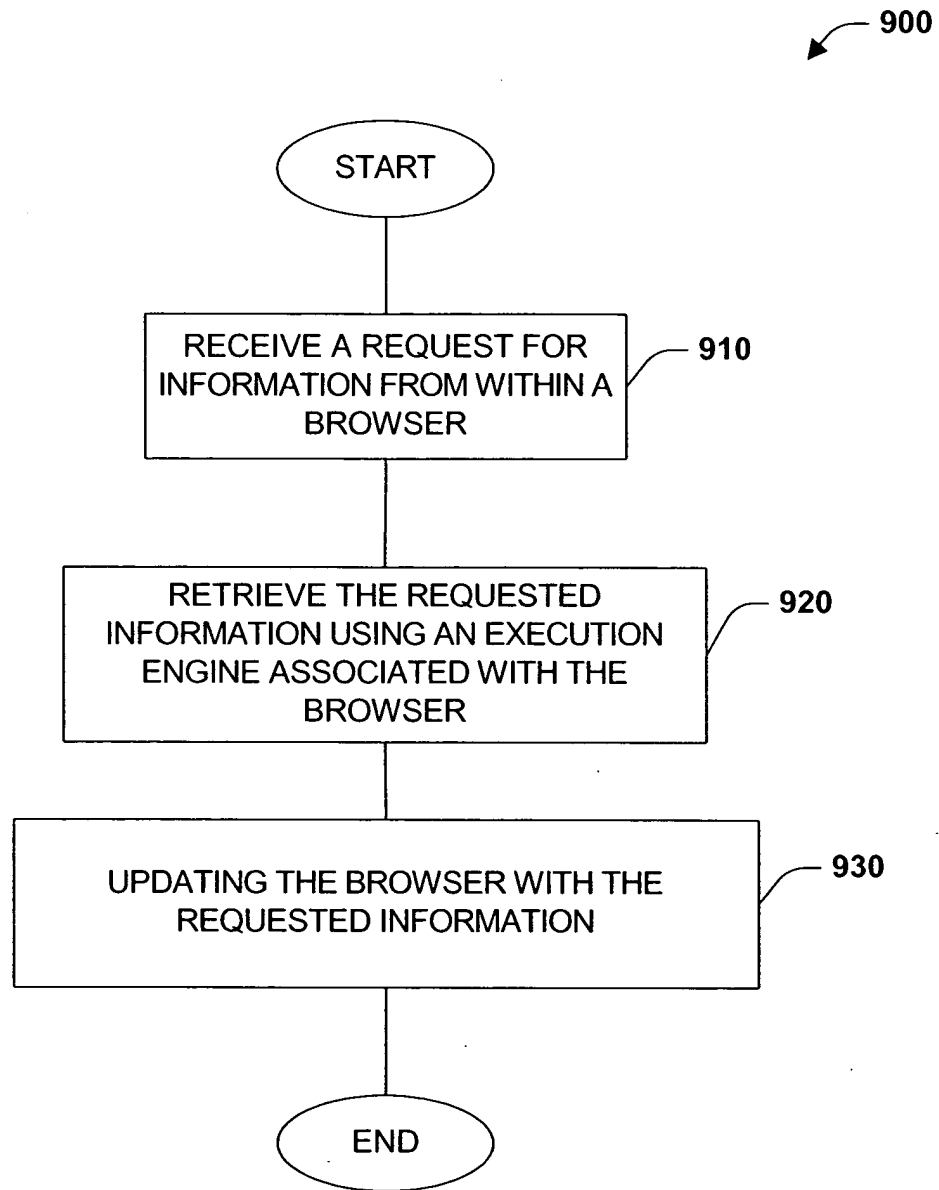 900
START
RECEIVE A REQUEST FOR
INFORMATION FROM WITHIN A
BROWSER
910
RETRIEVE THE REQUESTED
INFORMATION USING AN EXECUTION
ENGINE ASSOCIATED WITH THE
BROWSER
920
UPDATING THE BROWSER WITH THE
REQUESTED INFORMATION
930
END